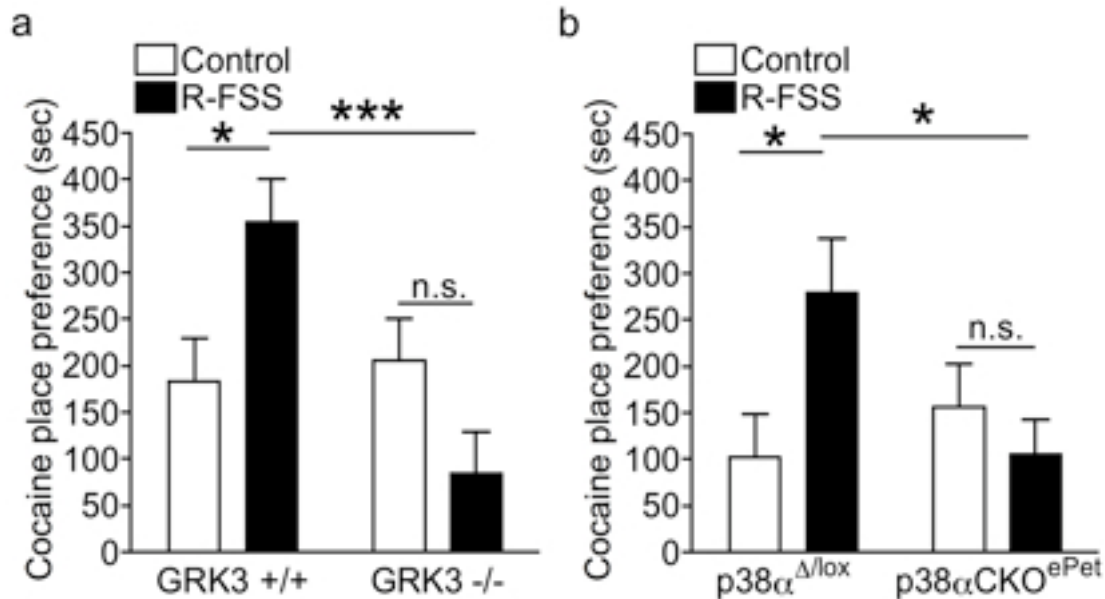 a
Control
R-FSS
Cocaine place preference (sec)
450
400
350
300
250
200
150
100
50
0
*
***
n.s.
GRK3 +/+
GRK3 -/-
b
Control
R-FSS
Cocaine place preference (sec)
450
400
350
300
250
200
150
100
50
0
*
*
n.s.
p38α^Δ/lox
p38αCKO^ePet